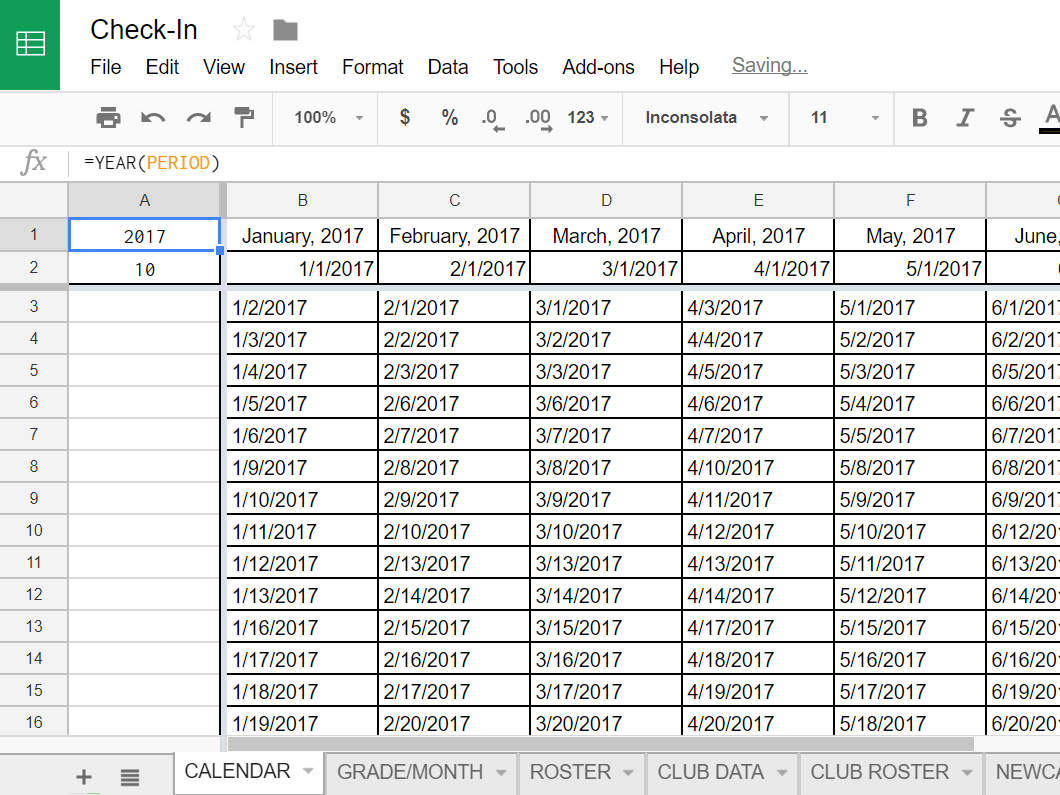 Check-In
File Edit View Insert Format Data Tools Add-ons Help Saving...
100% $ % .0 .00 123 Inconsolata 11 B I S A
fx =YEAR(PERIOD)
A B C D E F
1 2017 January, 2017 February, 2017 March, 2017 April, 2017 May, 2017 June,
2 10 1/1/2017 2/1/2017 3/1/2017 4/1/2017 5/1/2017
3 1/2/2017 2/1/2017 3/1/2017 4/3/2017 5/1/2017 6/1/201
4 1/3/2017 2/2/2017 3/2/2017 4/4/2017 5/2/2017 6/2/201
5 1/4/2017 2/3/2017 3/3/2017 4/5/2017 5/3/2017 6/5/201
6 1/5/2017 2/6/2017 3/6/2017 4/6/2017 5/4/2017 6/6/201
7 1/6/2017 2/7/2017 3/7/2017 4/7/2017 5/5/2017 6/7/201
8 1/9/2017 2/8/2017 3/8/2017 4/10/2017 5/8/2017 6/8/201
9 1/10/2017 2/9/2017 3/9/2017 4/11/2017 5/9/2017 6/9/201
10 1/11/2017 2/10/2017 3/10/2017 4/12/2017 5/10/2017 6/12/20
11 1/12/2017 2/13/2017 3/13/2017 4/13/2017 5/11/2017 6/13/20
12 1/13/2017 2/14/2017 3/14/2017 4/14/2017 5/12/2017 6/14/20
13 1/16/2017 2/15/2017 3/15/2017 4/17/2017 5/15/2017 6/15/20
14 1/17/2017 2/16/2017 3/16/2017 4/18/2017 5/16/2017 6/16/20
15 1/18/2017 2/17/2017 3/17/2017 4/19/2017 5/17/2017 6/19/20
16 1/19/2017 2/20/2017 3/20/2017 4/20/2017 5/18/2017 6/20/20
+ CALENDAR GRADE/MONTH ROSTER CLUB DATA CLUB ROSTER NEWCA